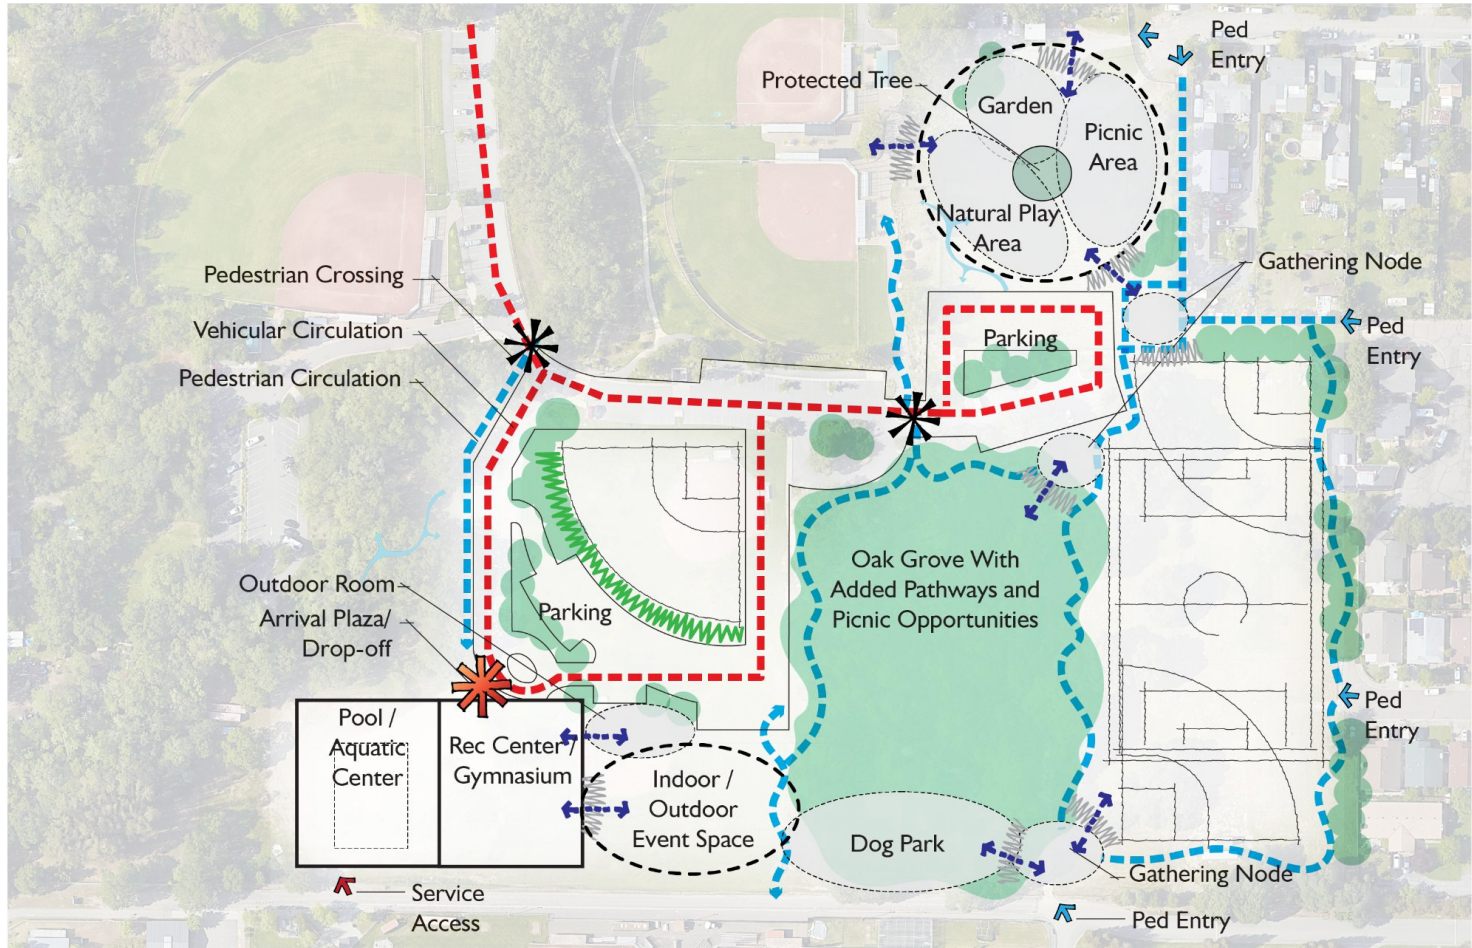 Ped
Entry
Protected Tree
Garden
Picnic
Area
Natural Play
Area
Gathering Node
Pedestrian Crossing
Vehicular Circulation
Pedestrian Circulation
Parking
Ped
Entry
Oak Grove With
Added Pathways and
Picnic Opportunities
Outdoor Room
Arrival Plaza/
Drop-off
Parking
Ped
Entry
Pool /
Aquatic
Center
Rec Center /
Gymnasium
Indoor /
Outdoor
Event Space
Dog Park
Gathering Node
Service
Access
Ped Entry